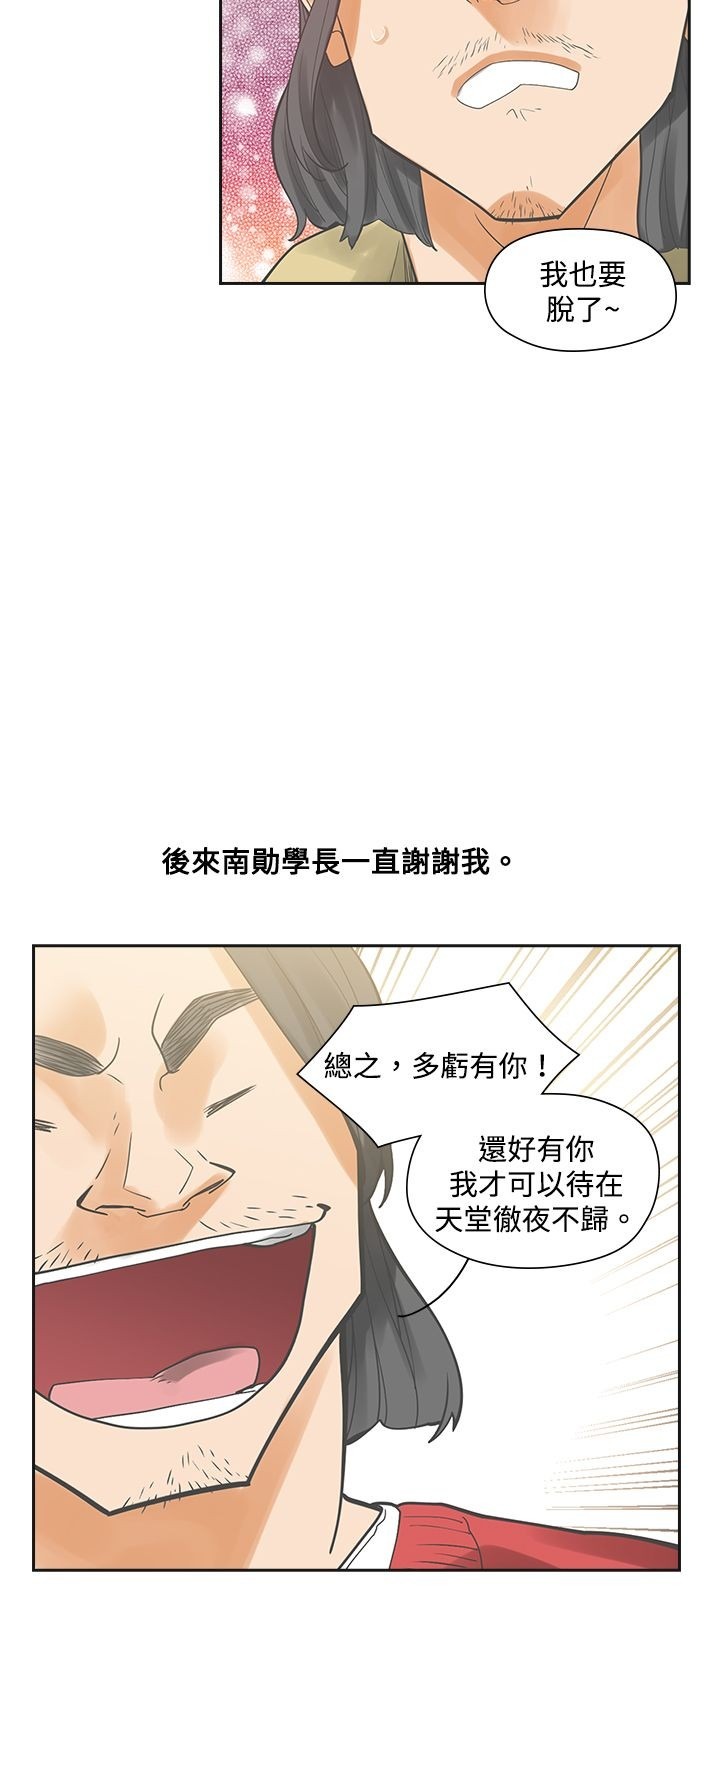 我也要
脫了~
後來南勛學長一直謝謝我。
總之，多虧有你！
還好有你
我才可以待在
天堂徹夜不歸。